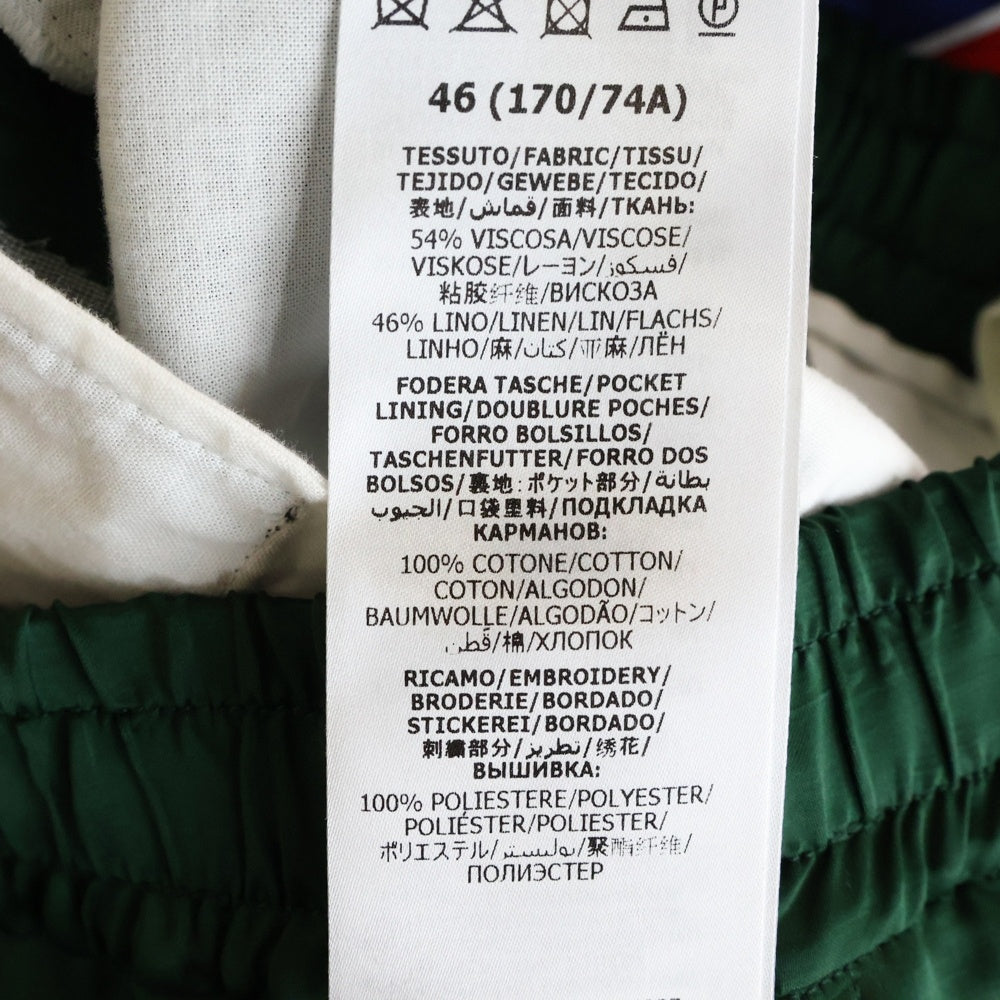 46 (170/74A)
TESSUTO/FABRIC/TISSU/
TEJIDO/GEWEBE/TECIDO/
表地/قماش/面料/ТКАНЬ:
54% VISCOSA/VISCOSE/
VISKOSE/レーヨン/فسكوز/
粘胶纤维/ВИСКОЗА
46% LINO/LINEN/LIN/FLACHS/
LINHO/麻/كتان/亚麻/ЛЁН
FODERA TASCHE/POCKET
LINING/DOUBLURE POCHES/
FORRO BOLSILLOS/
TASCHENFUTTER/FORRO DOS
BOLSOS/裏地:ポケット部分/بطانة
الجيوب/口袋里料/ПОДКЛАДКА
КАРМАНОВ:
100% COTONE/COTTON/
COTON/ALGODON/
BAUMWOLLE/ALGODÃO/コットン/
قطن/棉/ХЛОПОК
RICAMO/EMBROIDERY/
BRODERIE/BORDADO/
STICKEREI/BORDADO/
刺繍部分/تطريز/绣花/
ВЫШИВКА:
100% POLIESTERE/POLYESTER/
POLIÉSTER/POLIESTER/
ポリエステル/بوليستر/聚酯纤维/
ПОЛИЭСТЕР